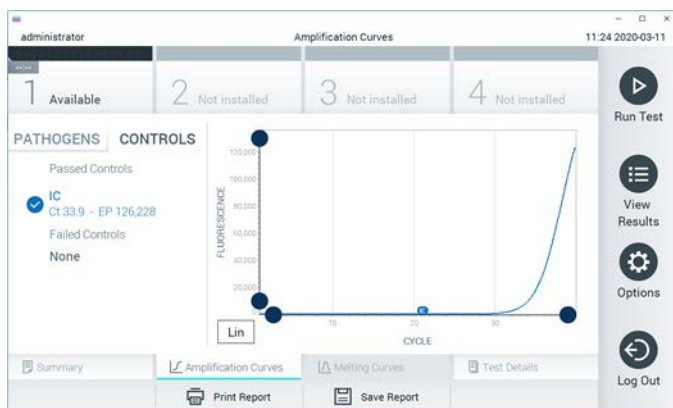 administrator
Amplification Curves
11:24 2020-03-11
1 Available
2 Not installed
3 Not installed
4 Not installed
Run Test
PATHOGENS CONTROLS
Passed Controls
IC
Ct 33.9 - EP 126,228
Failed Controls
None
FLUORESCENCE
110,000
100,000
80,000
60,000
40,000
20,000
0
IC
10
20
30
CYCLE
Lin
View
Results
Options
Log Out
Summary
Amplification Curves
Melting Curves
Test Details
Print Report
Save Report